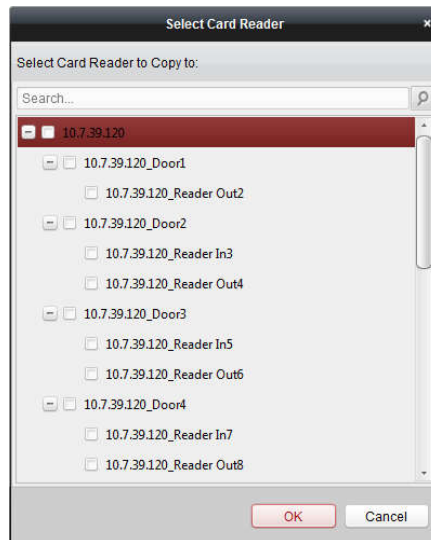 Select Card Reader
Select Card Reader to Copy to:
Search...
10.7.39.120
10.7.39.120_Door1
10.7.39.120_Reader Out2
10.7.39.120_Door2
10.7.39.120_Reader In3
10.7.39.120_Reader Out4
10.7.39.120_Door3
10.7.39.120_Reader In5
10.7.39.120_Reader Out6
10.7.39.120_Door4
10.7.39.120_Reader In7
10.7.39.120_Reader Out8
OK Cancel